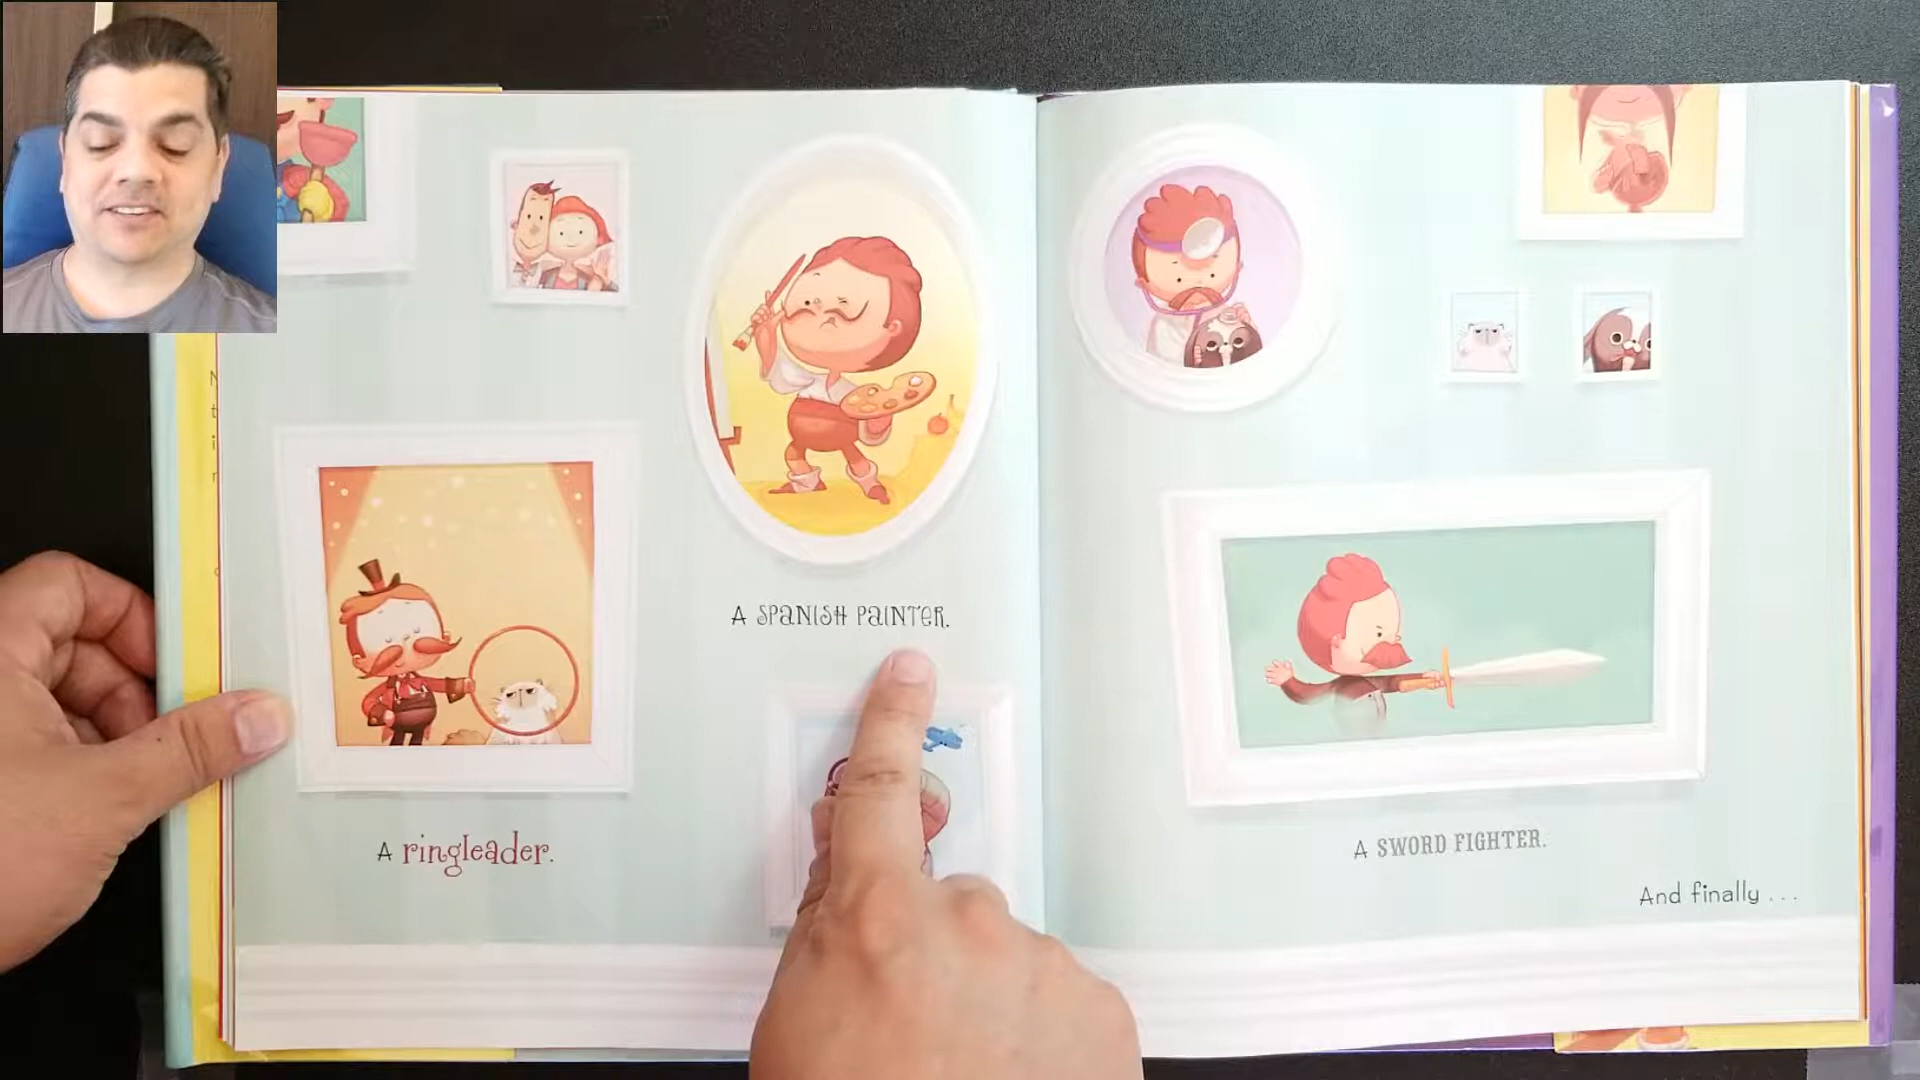 A ringleader.
A SPANISH PAINTER.
A SWORD FIGHTER.
And finally . . .